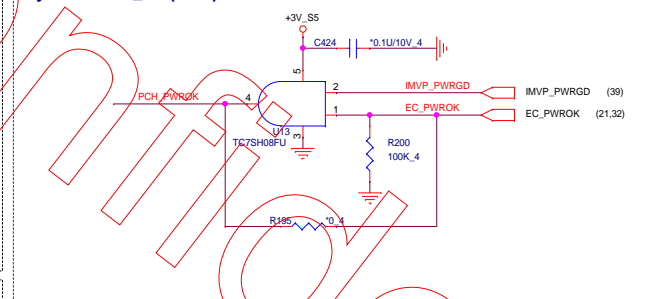 +3V_S5
C424
*0.1U/10V_4
5
2
IMVP_PWRGD
IMVP_PWRGD (39)
PCH_PWROK
4
1
EC_PWROK
EC_PWROK (21,32)
U13
3
TC7SH08FU
R200
100K_4
R195
*0_4